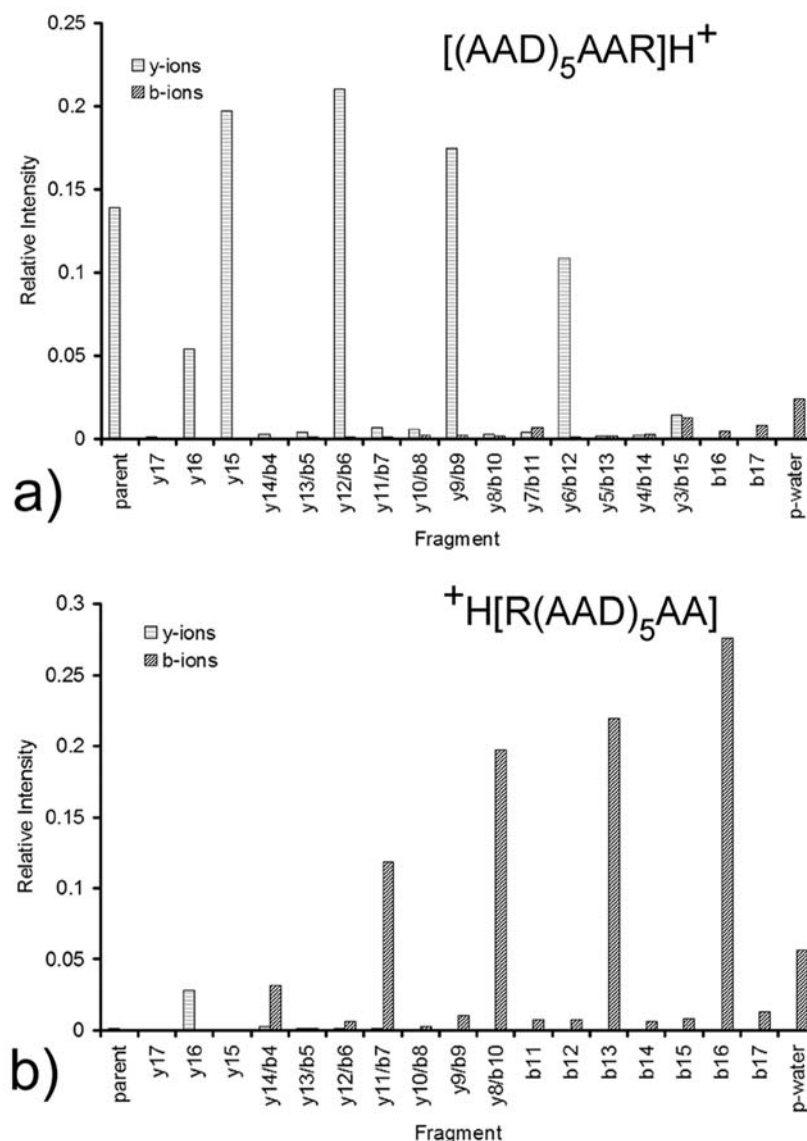 0.25
0.2
0.15
0.1
0.05
0
Relative Intensity
y-ions
b-ions
[(AAD)5AAR]H+
parent
y17
y16
y15
y14/b4
y13/b5
y12/b6
y11/b7
y10/b8
y9/b9
y8/b10
y7/b11
y6/b12
y5/b13
y4/b14
y3/b15
b16
b17
p-water
Fragment
a)
0.3
0.25
0.2
0.15
0.1
0.05
0
Relative Intensity
y-ions
b-ions
+H[R(AAD)5AA]
parent
y17
y16
y15
y14/b4
y13/b5
y12/b6
y11/b7
y10/b8
y9/b9
y8/b10
b11
b12
b13
b14
b15
b16
b17
p-water
Fragment
b)